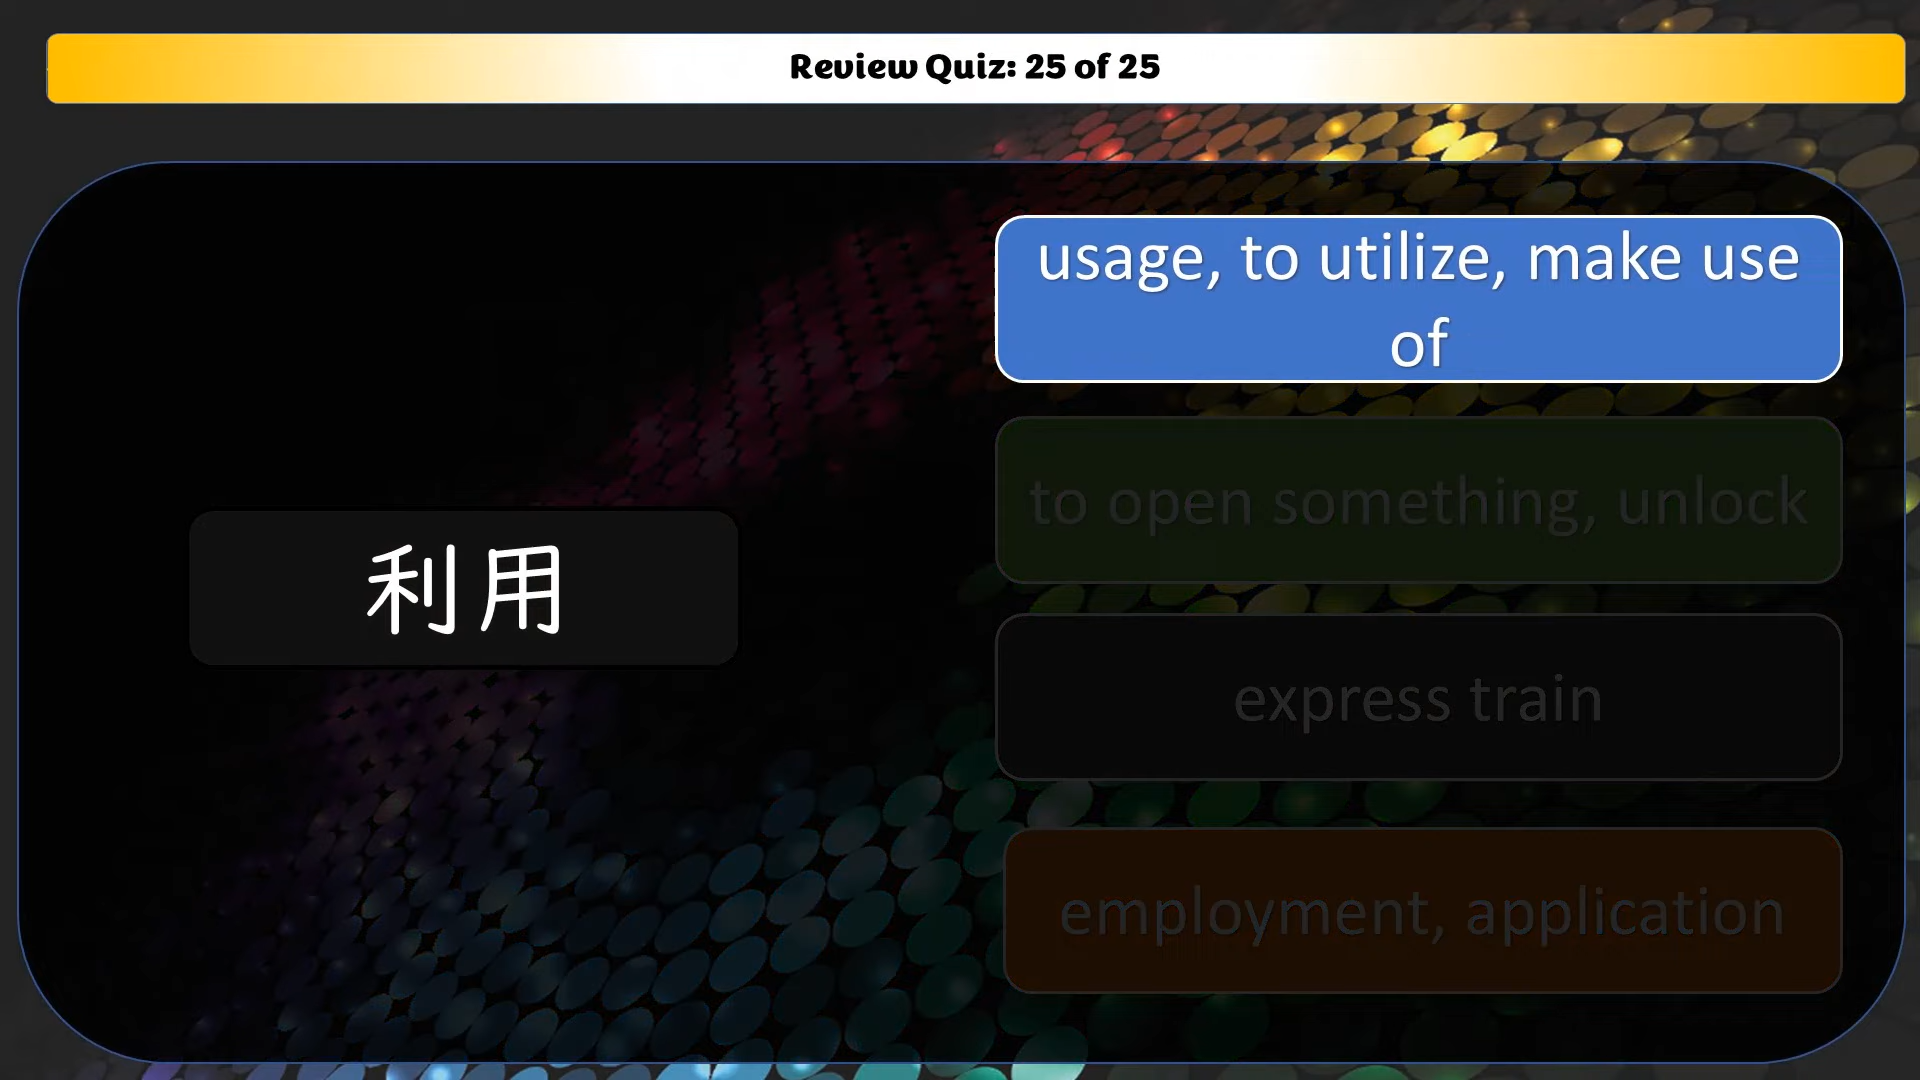 Review Quiz: 25 of 25
usage, to utilize, make use
of
to open something, unlock
利用
express train
employment, application